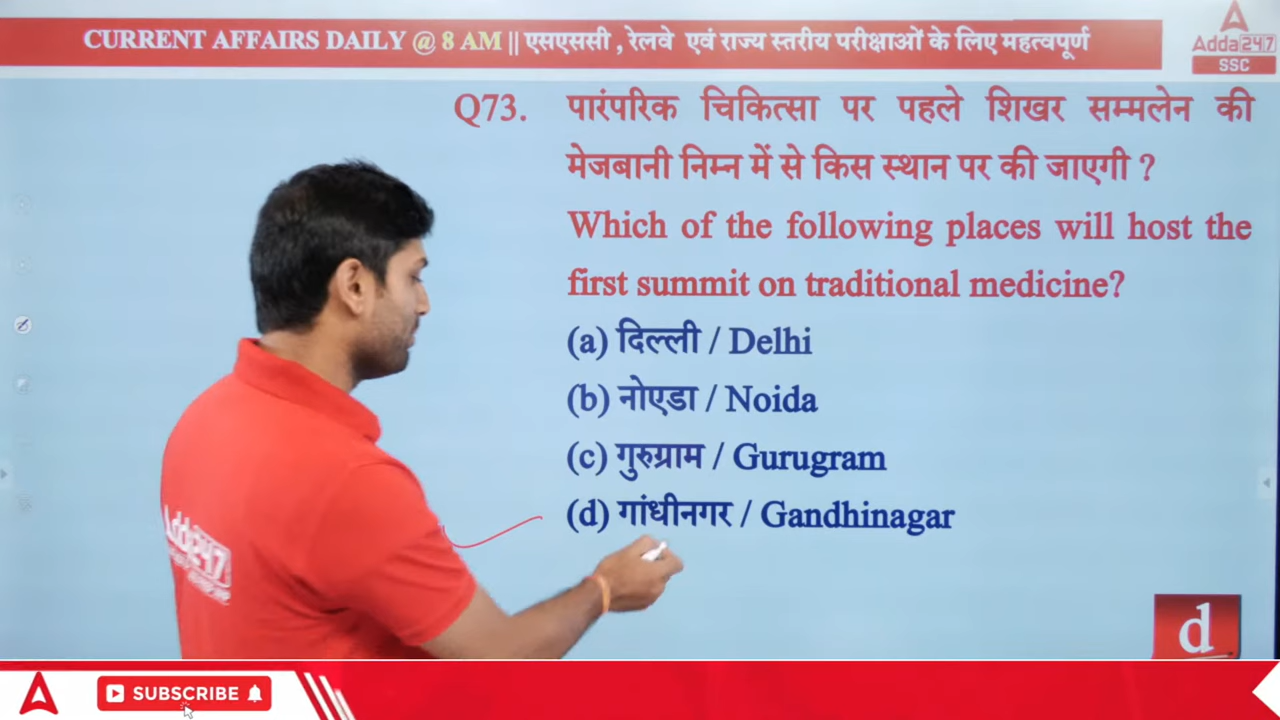 CURRENT AFFAIRS DAILY @ 8 AM || एसएससी , रेलवे एवं राज्य स्तरीय परीक्षाओं के लिए महत्वपूर्ण
Adda247
SSC
Q73. पारंपरिक चिकित्सा पर पहले शिखर सम्मलेन की
मेजबानी निम्न में से किस स्थान पर की जाएगी ?
Which of the following places will host the
first summit on traditional medicine?
(a) दिल्ली / Delhi
(b) नोएडा / Noida
(c) गुरुग्राम / Gurugram
(d) गांधीनगर / Gandhinagar
Adda247
d
SUBSCRIBE